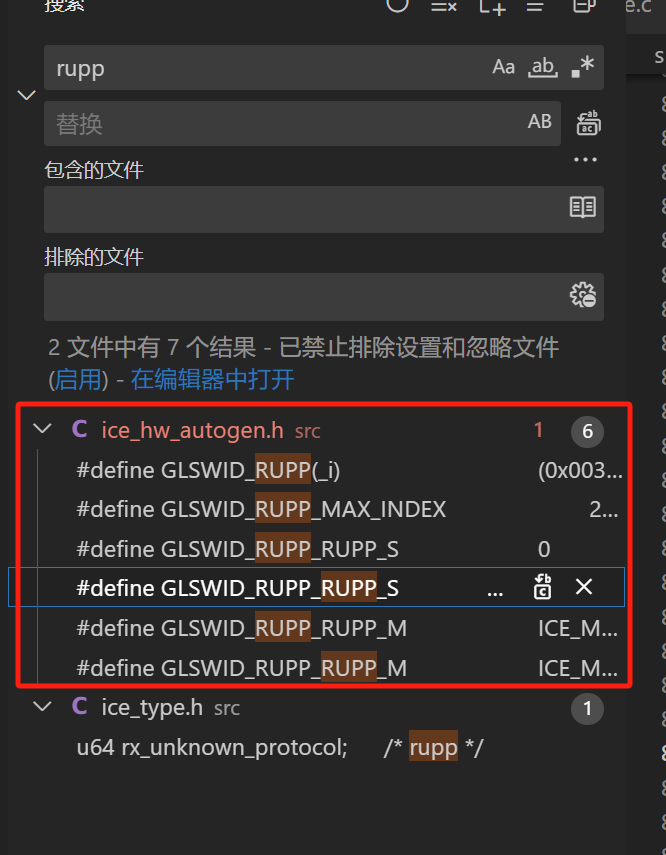 搜索
e.c
rupp
Aa
ab
替换
AB
包含的文件
排除的文件
2 文件中有 7 个结果 - 已禁止排除设置和忽略文件
(启用) - 在编辑器中打开
C ice_hw_autogen.h src 1 6
#define GLSWID_RUPP(_i) (0x003...
#define GLSWID_RUPP_MAX_INDEX 2...
#define GLSWID_RUPP_RUPP_S 0
#define GLSWID_RUPP_RUPP_S ...
#define GLSWID_RUPP_RUPP_M ICE_M...
#define GLSWID_RUPP_RUPP_M ICE_M...
C ice_type.h src 1
u64 rx_unknown_protocol; /* rupp */